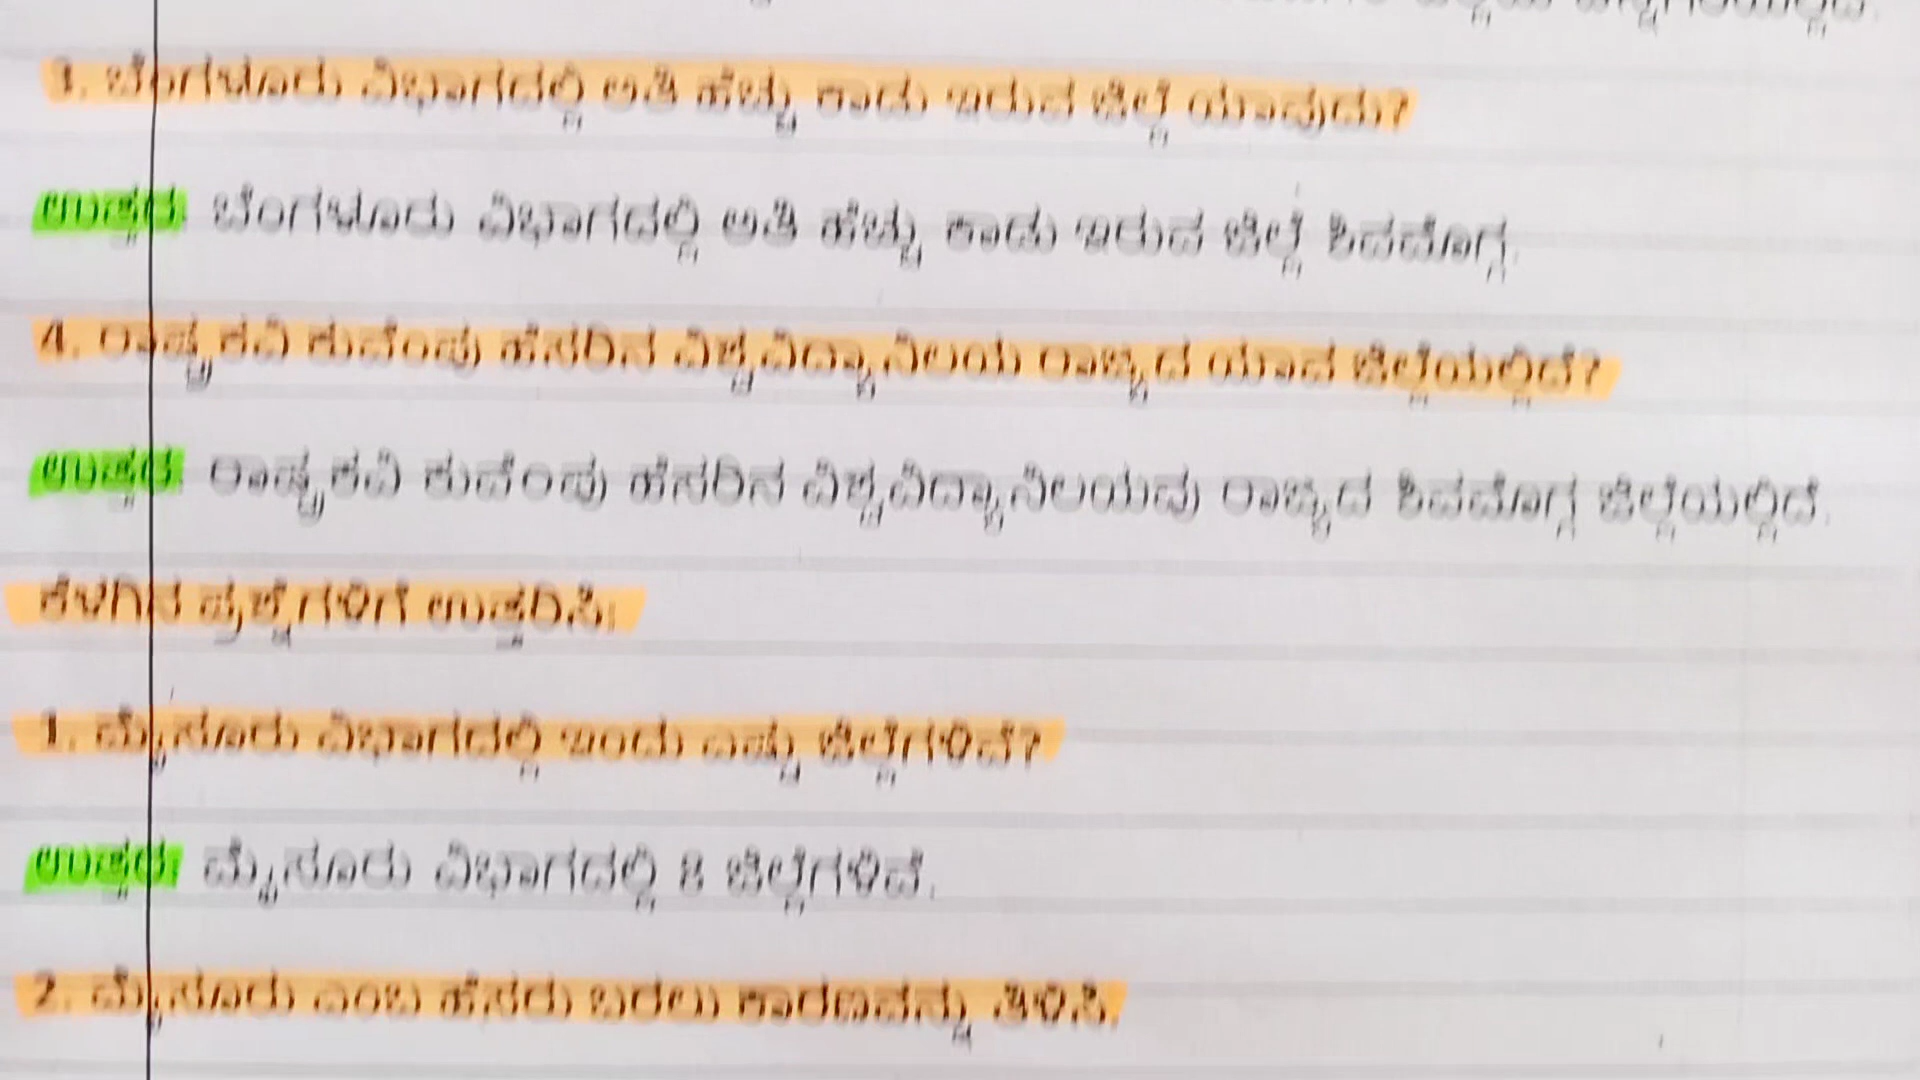 3. ಬೆಂಗಳೂರು ವಿಭಾಗದಲ್ಲಿ ಅತಿ ಹೆಚ್ಚು ಕಾಡು ಇರುವ ಜಿಲ್ಲೆ ಯಾವುದು?
ಉತ್ತರ: ಬೆಂಗಳೂರು ವಿಭಾಗದಲ್ಲಿ ಅತಿ ಹೆಚ್ಚು ಕಾಡು ಇರುವ ಜಿಲ್ಲೆ ಶಿವಮೊಗ್ಗ.
4. ರಾಷ್ಟ್ರಕವಿ ಕುವೆಂಪು ಹೆಸರಿನ ವಿಶ್ವವಿದ್ಯಾನಿಲಯ ರಾಜ್ಯದ ಯಾವ ಜಿಲ್ಲೆಯಲ್ಲಿದೆ?
ಉತ್ತರ: ರಾಷ್ಟ್ರಕವಿ ಕುವೆಂಪು ಹೆಸರಿನ ವಿಶ್ವವಿದ್ಯಾನಿಲಯವು ರಾಜ್ಯದ ಶಿವಮೊಗ್ಗ ಜಿಲ್ಲೆಯಲ್ಲಿದೆ.
ಕೆಳಗಿನ ಪ್ರಶ್ನೆಗಳಿಗೆ ಉತ್ತರಿಸಿ:
1. ಮೈಸೂರು ವಿಭಾಗದಲ್ಲಿ ಇಂದು ಎಷ್ಟು ಜಿಲ್ಲೆಗಳಿವೆ?
ಉತ್ತರ: ಮೈಸೂರು ವಿಭಾಗದಲ್ಲಿ 8 ಜಿಲ್ಲೆಗಳಿವೆ.
2. ಮೈಸೂರು ಎಂಬ ಹೆಸರು ಬರಲು ಕಾರಣವನ್ನು ತಿಳಿಸಿ.